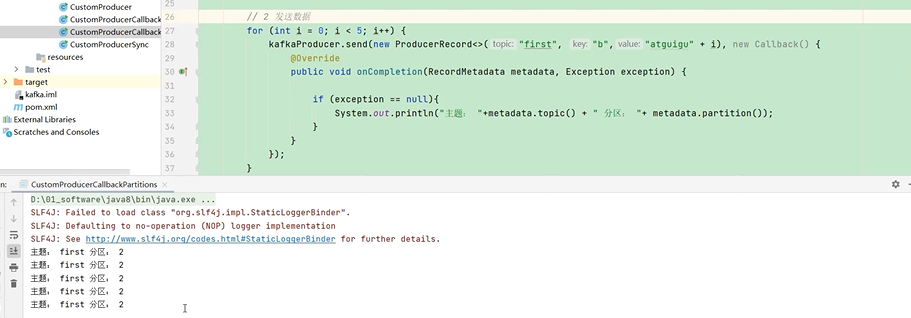 CustomProducer
CustomProducerCallback
CustomProducerCallback
CustomProducerSync
resources
test
target
kafka.iml
pom.xml
External Libraries
Scratches and Consoles
25
26 // 2 发送数据
27 for (int i = 0; i < 5; i++) {
28 kafkaProducer.send(new ProducerRecord<>( topic: "first", key: "b", value: "atguigu" + i), new Callback() {
29 @Override
30 public void onCompletion(RecordMetadata metadata, Exception exception) {
31
32 if (exception == null){
33 System.out.println("主题： "+metadata.topic() + " 分区： "+ metadata.partition());
34 }
35 }
36 });
37 }
n: CustomProducerCallbackPartitions
D:\01_software\java8\bin\java.exe ...
SLF4J: Failed to load class "org.slf4j.impl.StaticLoggerBinder".
SLF4J: Defaulting to no-operation (NOP) logger implementation
SLF4J: See http://www.slf4j.org/codes.html#StaticLoggerBinder for further details.
主题： first 分区： 2
主题： first 分区： 2
主题： first 分区： 2
主题： first 分区： 2
主题： first 分区： 2